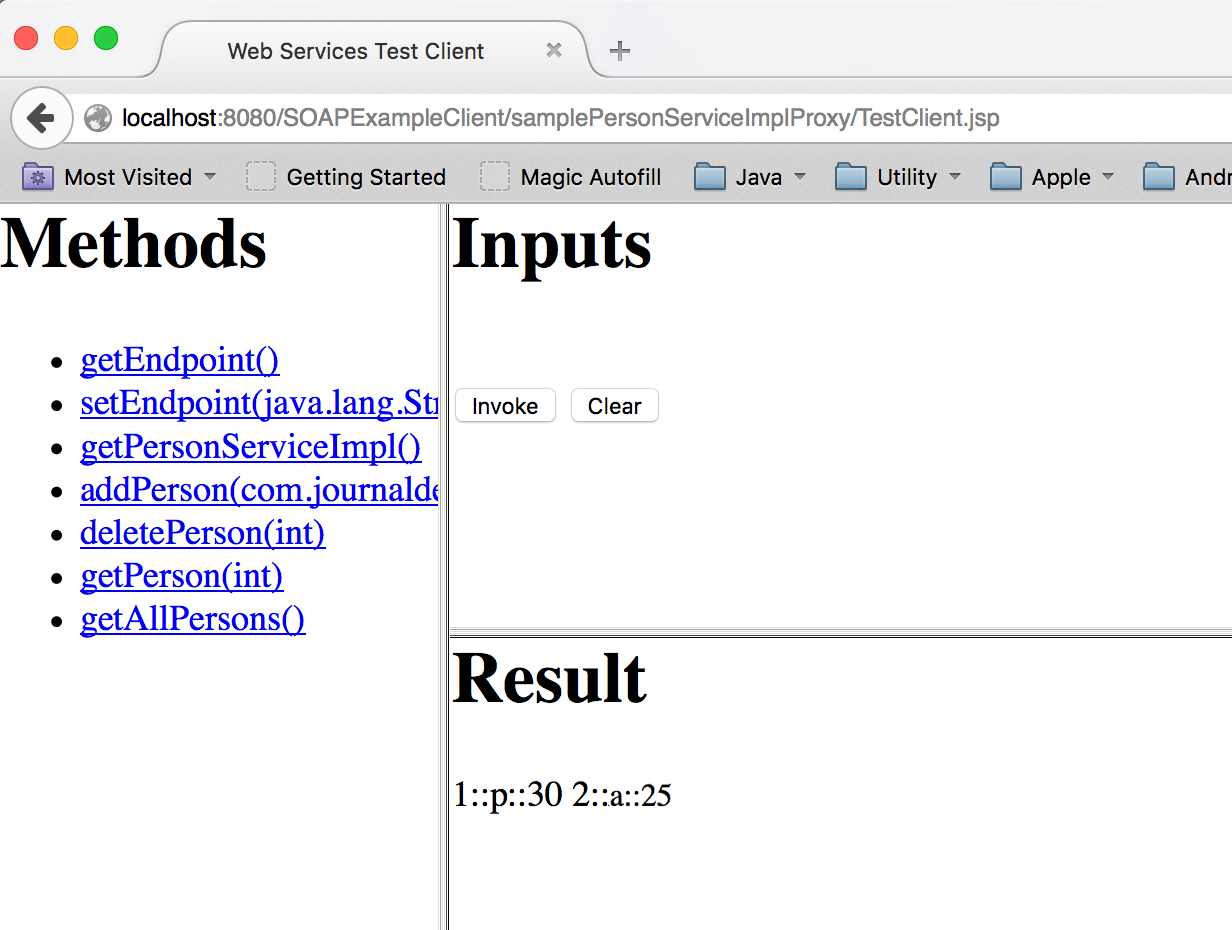 Web Services Test Client
localhost:8080/SOAPExampleClient/samplePersonServiceImplProxy/TestClient.jsp
Most Visited Getting Started Magic Autofill Java Utility Apple Andr
Methods
getEndpoint()
setEndpoint(java.lang.Str
getPersonServiceImpl()
addPerson(com.journalde
deletePerson(int)
getPerson(int)
getAllPersons()
Inputs
Invoke Clear
Result
1::p::30 2::a::25